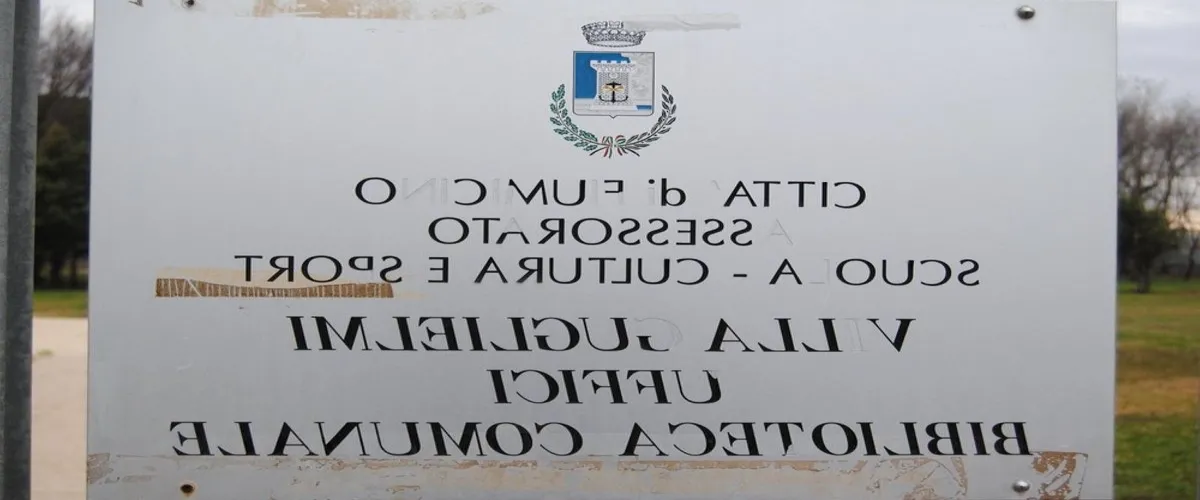 CITTA' di FIUMICINO
ASSESSORATO
SCUOLA - CULTURA E SPORT
VILLA GUGLIELMI
UFFICI
BIBLIOTECA COMUNALE